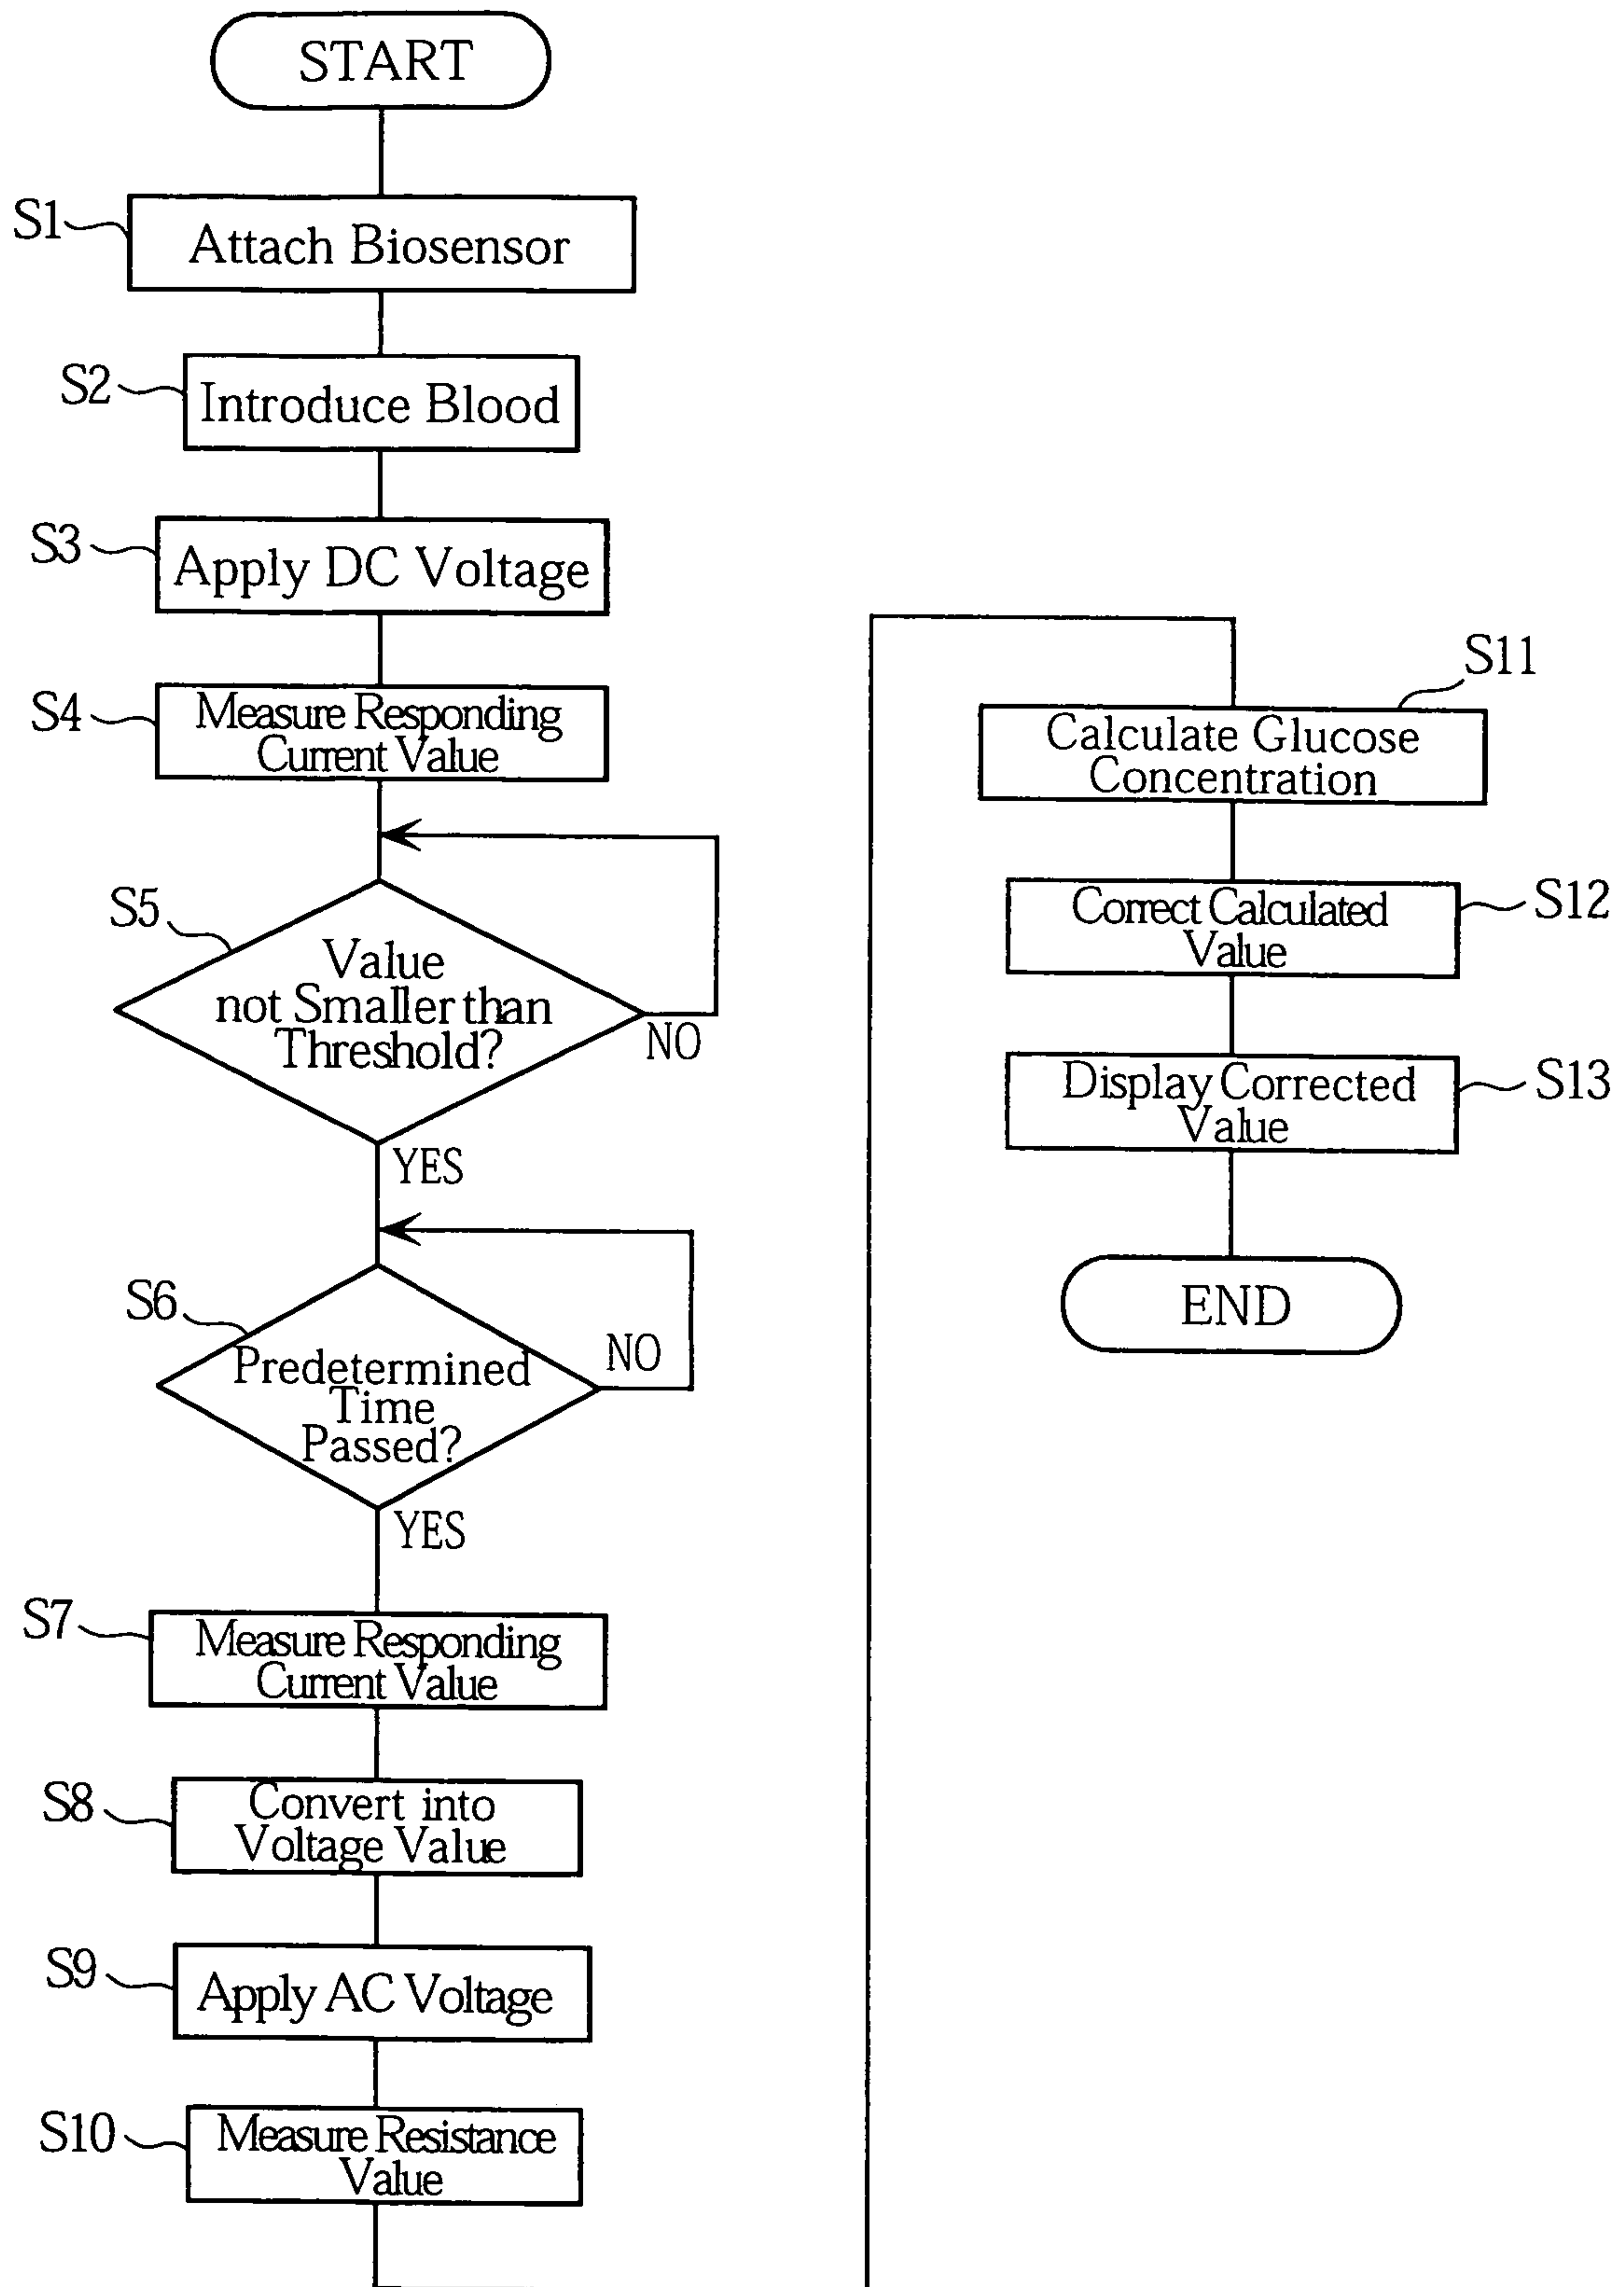 START
S1
Attach Biosensor
S2
Introduce Blood
S3
Apply DC Voltage
S4
Measure Responding
Current Value
S5
Value
not Smaller than
Threshold?
NO
YES
S6
Predetermined
Time
Passed?
NO
YES
S7
Measure Responding
Current Value
S8
Convert into
Voltage Value
S9
Apply AC Voltage
S10
Measure Resistance
Value
S11
Calculate Glucose
Concentration
S12
Correct Calculated
Value
S13
Display Corrected
Value
END